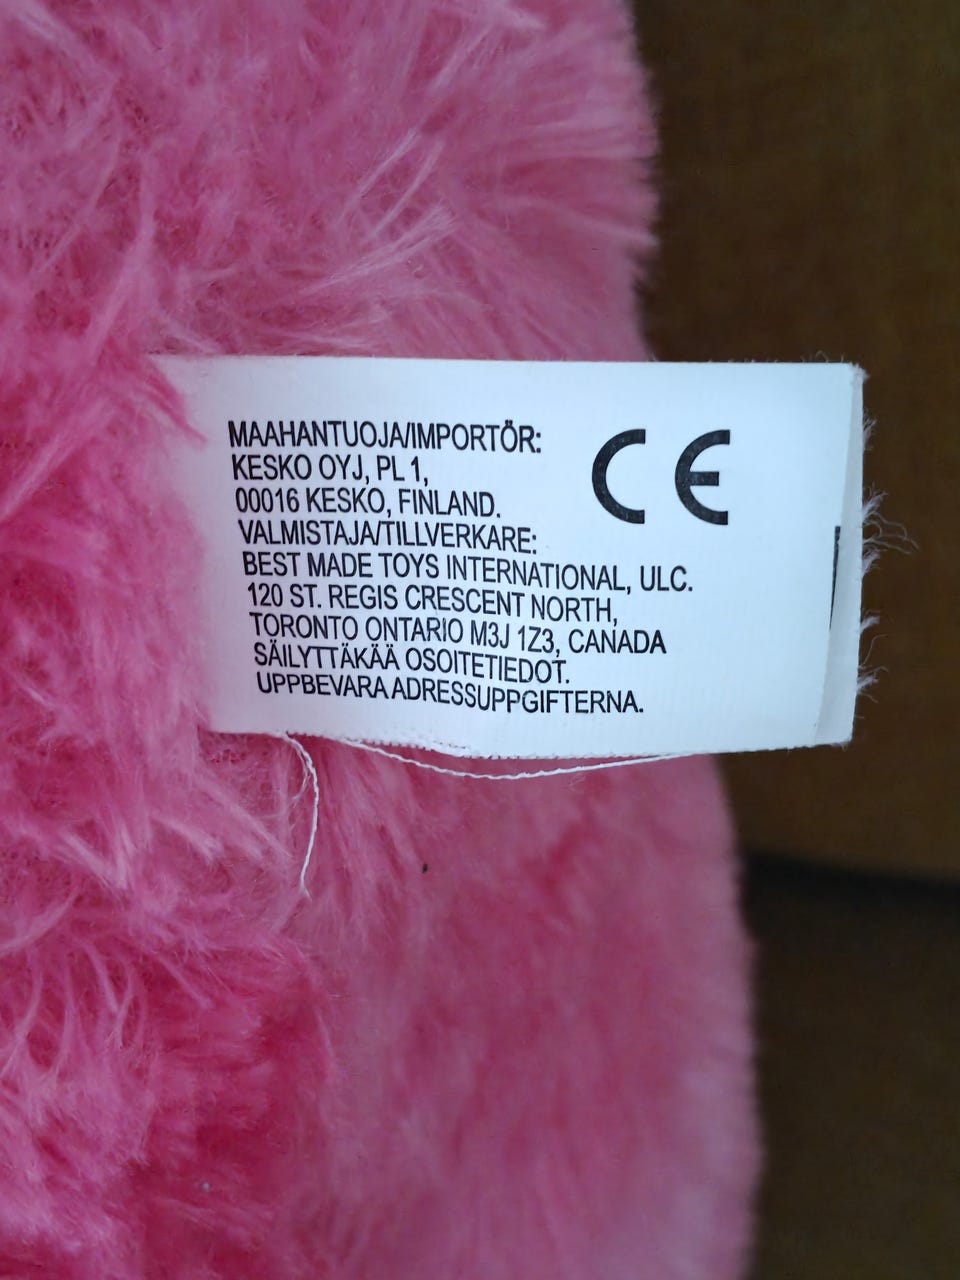 MAAHANTUOJA/IMPORTÖR:
KESKO OYJ, PL 1,
00016 KESKO, FINLAND.
VALMISTAJA/TILLVERKARE:
BEST MADE TOYS INTERNATIONAL, ULC.
120 ST. REGIS CRESCENT NORTH,
TORONTO ONTARIO M3J 1Z3, CANADA
SÄILYTTÄKÄÄ OSOITETIEDOT.
UPPBEVARA ADRESSUPPGIFTERNA.
CE